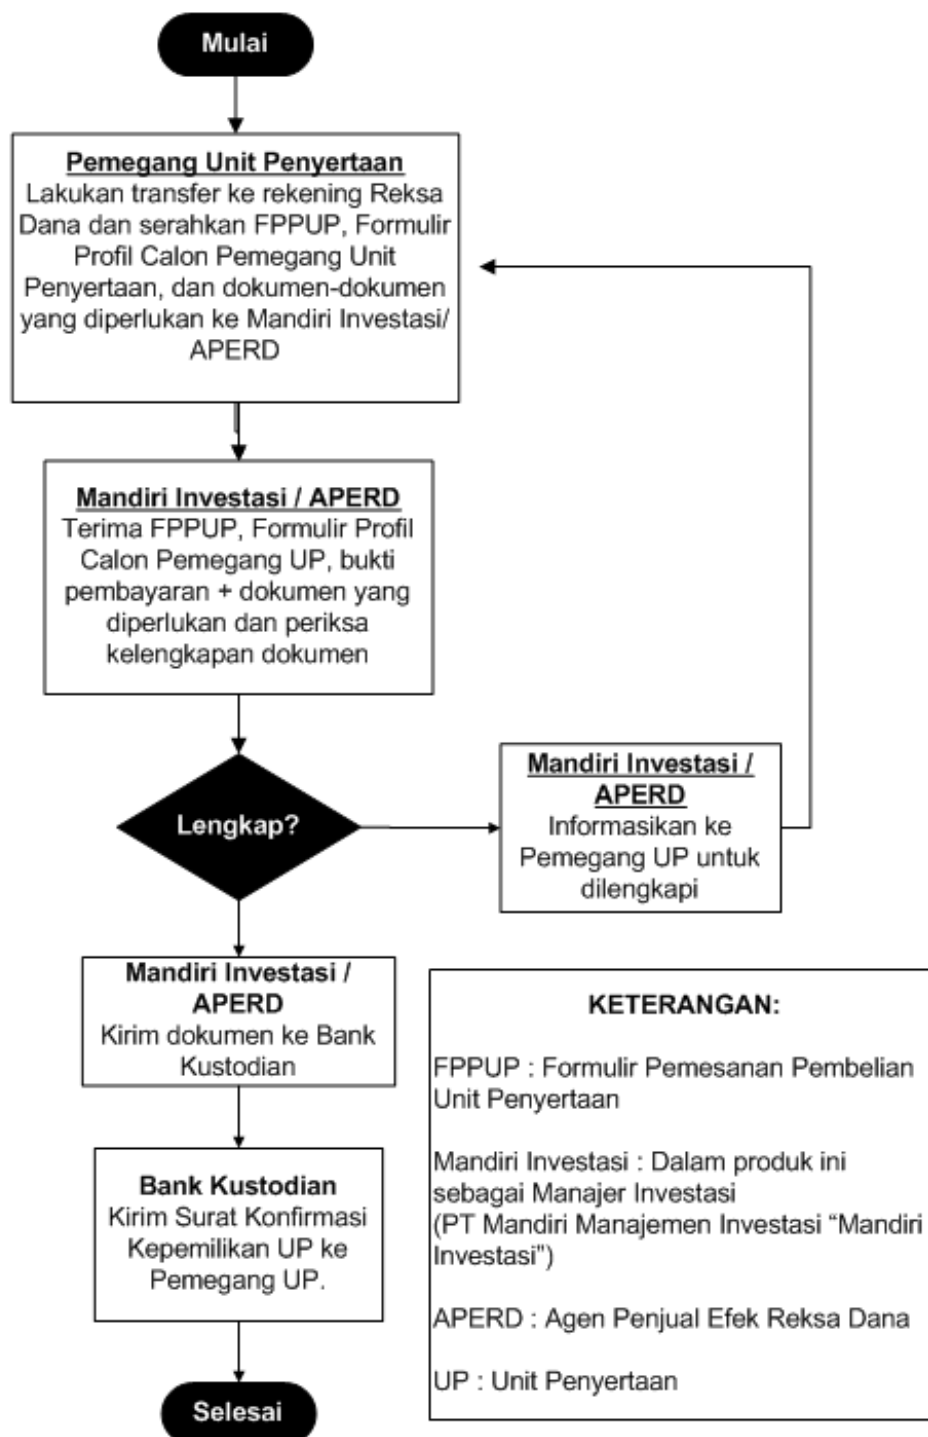 Mulai
Pemegang Unit Penyertaan
Lakukan transfer ke rekening Reksa
Dana dan serahkan FPPUP, Formulir
Profil Calon Pemegang Unit
Penyertaan, dan dokumen-dokumen
yang diperlukan ke Mandiri Investasi/
APERD
Mandiri Investasi / APERD
Terima FPPUP, Formulir Profil
Calon Pemegang UP, bukti
pembayaran + dokumen yang
diperlukan dan periksa
kelengkapan dokumen
Lengkap?
Mandiri Investasi /
APERD
Informasikan ke
Pemegang UP untuk
dilengkapi
Mandiri Investasi /
APERD
Kirim dokumen ke Bank
Kustodian
Bank Kustodian
Kirim Surat Konfirmasi
Kepemilikan UP ke
Pemegang UP.
Selesai
KETERANGAN:
FPPUP : Formulir Pemesanan Pembelian
Unit Penyertaan
Mandiri Investasi : Dalam produk ini
sebagai Manajer Investasi
(PT Mandiri Manajemen Investasi “Mandiri
Investasi”)
APERD : Agen Penjual Efek Reksa Dana
UP : Unit Penyertaan